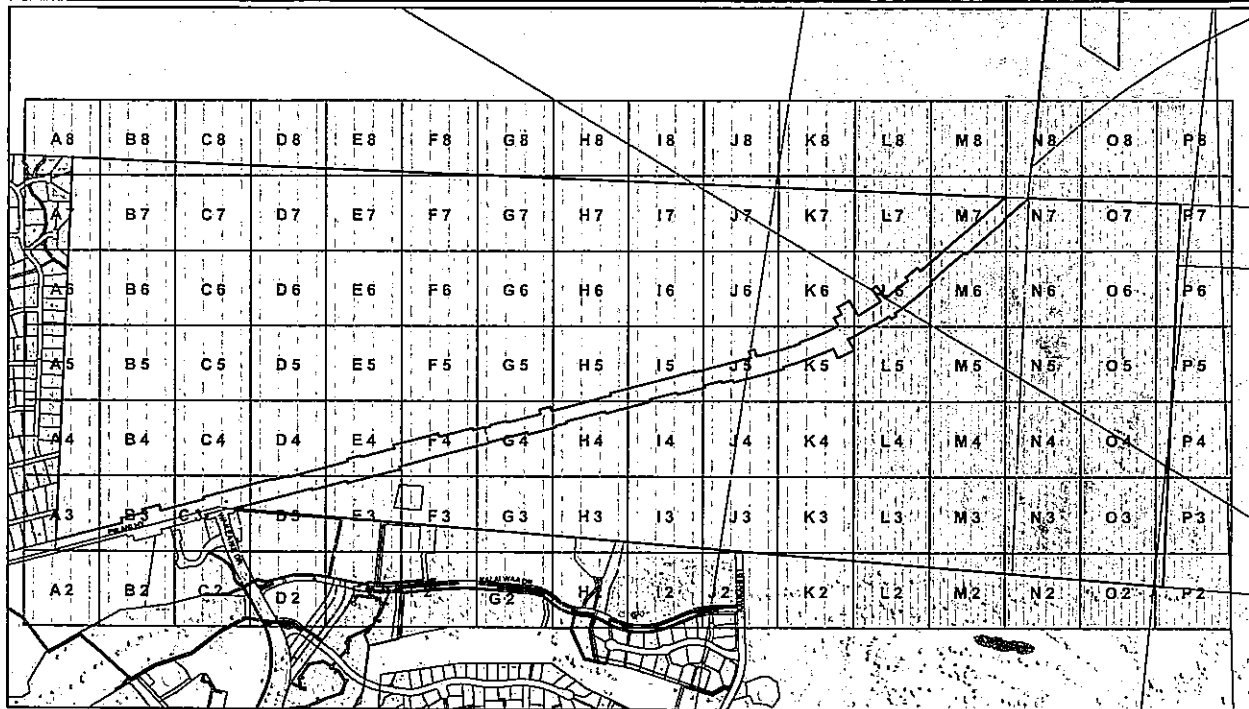 A8 B8 C8 D8 E8 F8 G8 H8 I8 J8 K8 L8 M8 N8 O8 P8
A7 B7 C7 D7 E7 F7 G7 H7 I7 J7 K7 L7 M7 N7 O7 P7
A6 B6 C6 D6 E6 F6 G6 H6 I6 J6 K6 L6 M6 N6 O6 P6
A5 B5 C5 D5 E5 F5 G5 H5 I5 J5 K5 L5 M5 N5 O5 P5
A4 B4 C4 D4 E4 F4 G4 H4 I4 J4 K4 L4 M4 N4 O4 P4
A3 B3 C3 D3 E3 F3 G3 H3 I3 J3 K3 L3 M3 N3 O3 P3
A2 B2 C2 D2 G2 H2 I2 J2 K2 L2 M2 N2 O2 P2